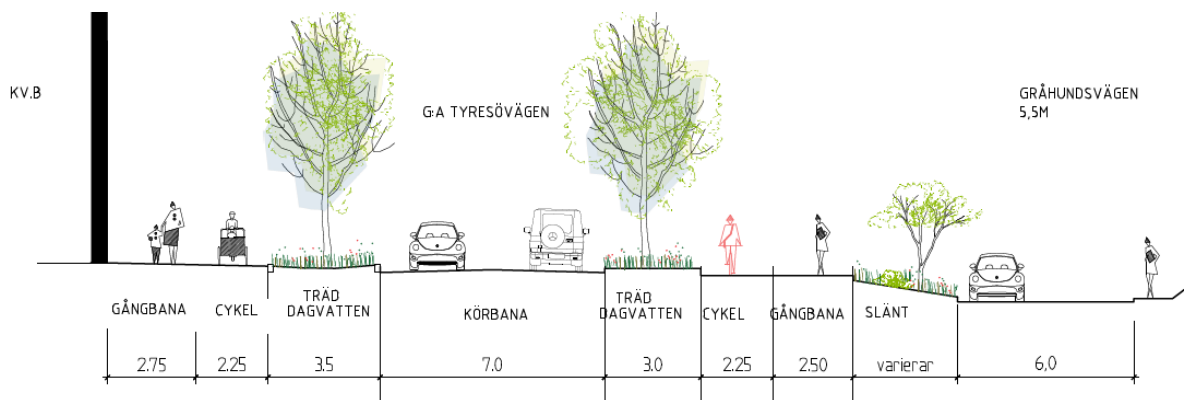 KV.B
G:A TYRESÖVÄGEN
GRÅHUNDSVÄGEN
5,5M
GÅNGBANA
CYKEL
TRÄD
DAGVATTEN
KÖRBANA
TRÄD
DAGVATTEN
CYKEL
GÅNGBANA
SLÄNT
2.75
2.25
3.5
7.0
3.0
2.25
2.50
varierar
6,0